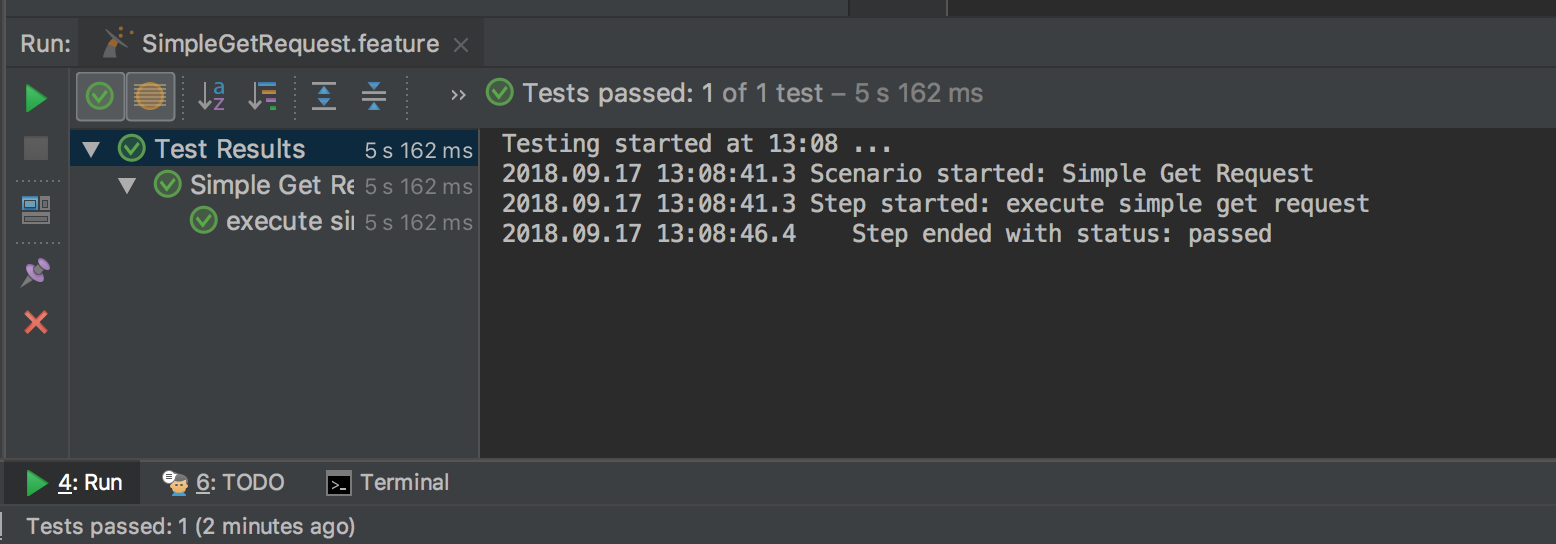 Run: SimpleGetRequest.feature
Tests passed: 1 of 1 test – 5 s 162 ms
Test Results 5 s 162 ms
Simple Get Re 5 s 162 ms
execute si 5 s 162 ms
Testing started at 13:08 ...
2018.09.17 13:08:41.3 Scenario started: Simple Get Request
2018.09.17 13:08:41.3 Step started: execute simple get request
2018.09.17 13:08:46.4    Step ended with status: passed
4: Run 6: TODO Terminal
Tests passed: 1 (2 minutes ago)